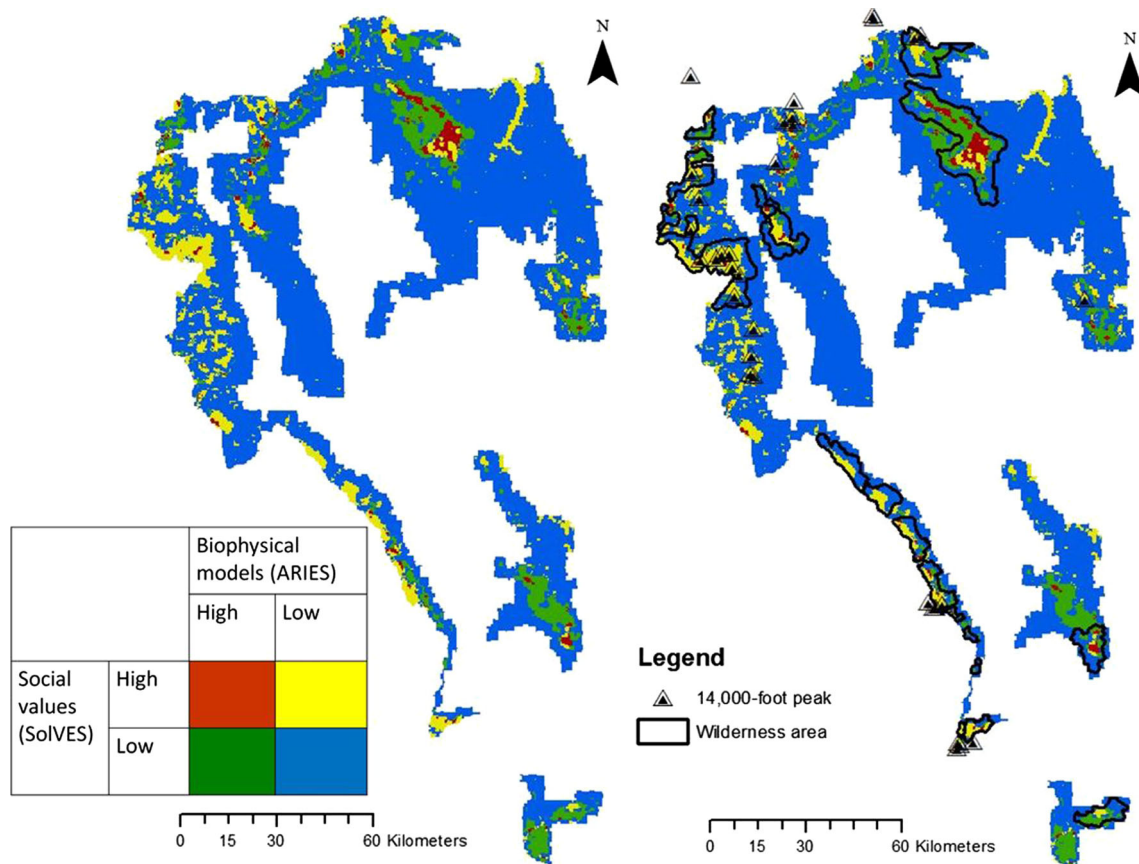 N
N
Biophysical
models (ARIES)
High
Low
Social
values
(SolVES)
High
Low
Legend
14,000-foot peak
Wilderness area
0 15 30 60 Kilometers
0 15 30 60 Kilometers